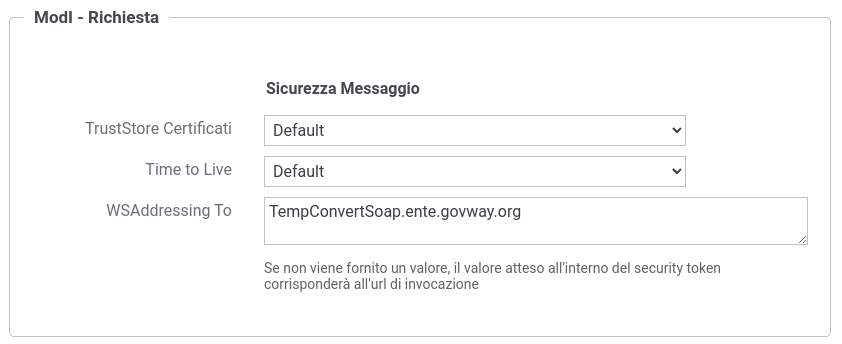 ModI - Richiesta
Sicurezza Messaggio
TrustStore Certificati
Default
Time to Live
Default
WSAddressing To
TempConvertSoap.ente.govway.org
Se non viene fornito un valore, il valore atteso all'interno del security token
corrisponderà all'url di invocazione